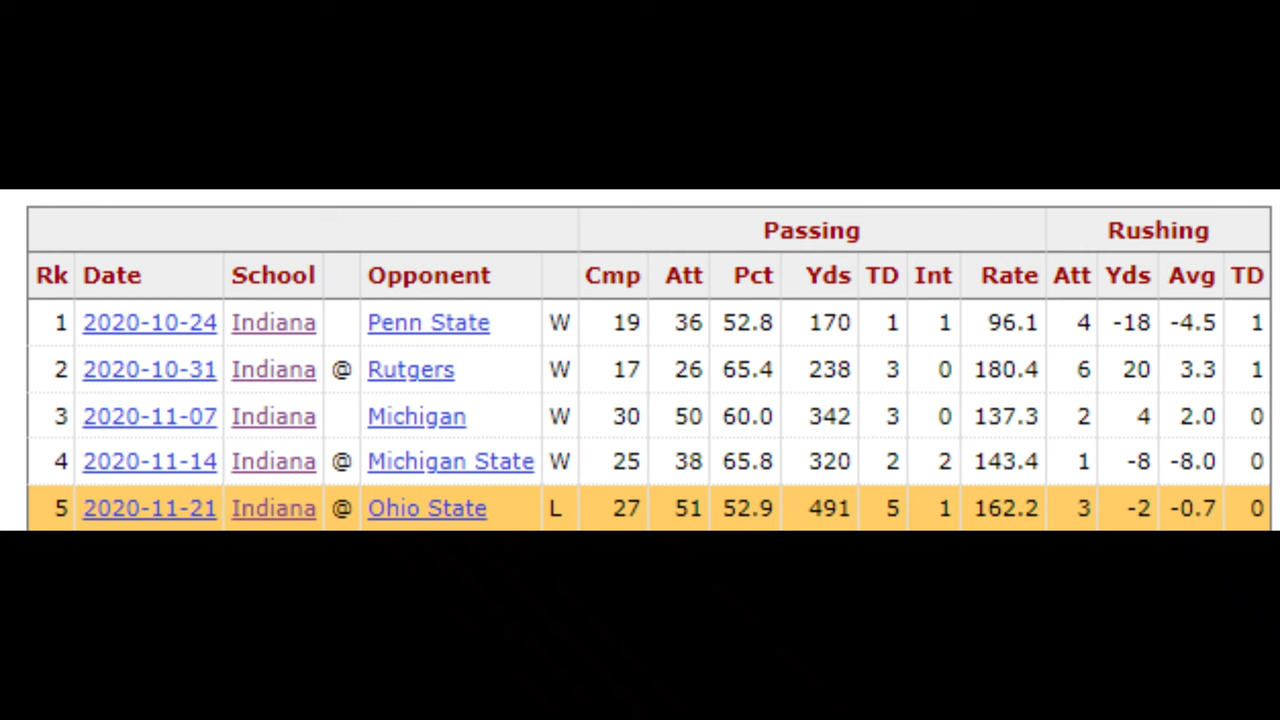 Passing Rushing
Rk Date School Opponent Cmp Att Pct Yds TD Int Rate Att Yds Avg TD
1 2020-10-24 Indiana Penn State W 19 36 52.8 170 1 1 96.1 4 -18 -4.5 1
2 2020-10-31 Indiana @ Rutgers W 17 26 65.4 238 3 0 180.4 6 20 3.3 1
3 2020-11-07 Indiana Michigan W 30 50 60.0 342 3 0 137.3 2 4 2.0 0
4 2020-11-14 Indiana @ Michigan State W 25 38 65.8 320 2 2 143.4 1 -8 -8.0 0
5 2020-11-21 Indiana @ Ohio State L 27 51 52.9 491 5 1 162.2 3 -2 -0.7 0